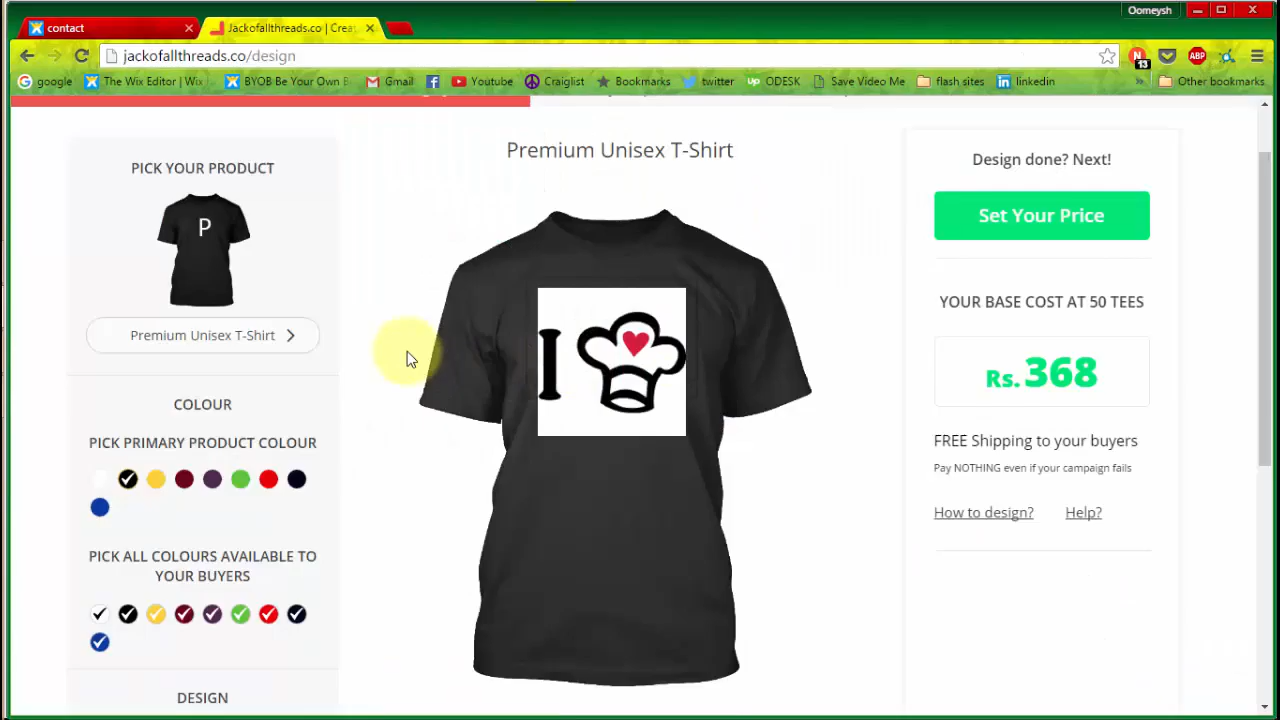 Oomeysh
contact
Jackofallthreads.co | Crea
jackofallthreads.co/design
13
ABP
google
The Wix Editor | Wix
BYOB Be Your Own B
Gmail
Youtube
Craiglist
Bookmarks
twitter
ODESK
Save Video Me
flash sites
linkedin
»
Other bookmarks
PICK YOUR PRODUCT
P
Premium Unisex T-Shirt
COLOUR
PICK PRIMARY PRODUCT COLOUR
PICK ALL COLOURS AVAILABLE TO
YOUR BUYERS
DESIGN
Premium Unisex T-Shirt
I
Design done? Next!
Set Your Price
YOUR BASE COST AT 50 TEES
Rs. 368
FREE Shipping to your buyers
Pay NOTHING even if your campaign fails
How to design? Help?